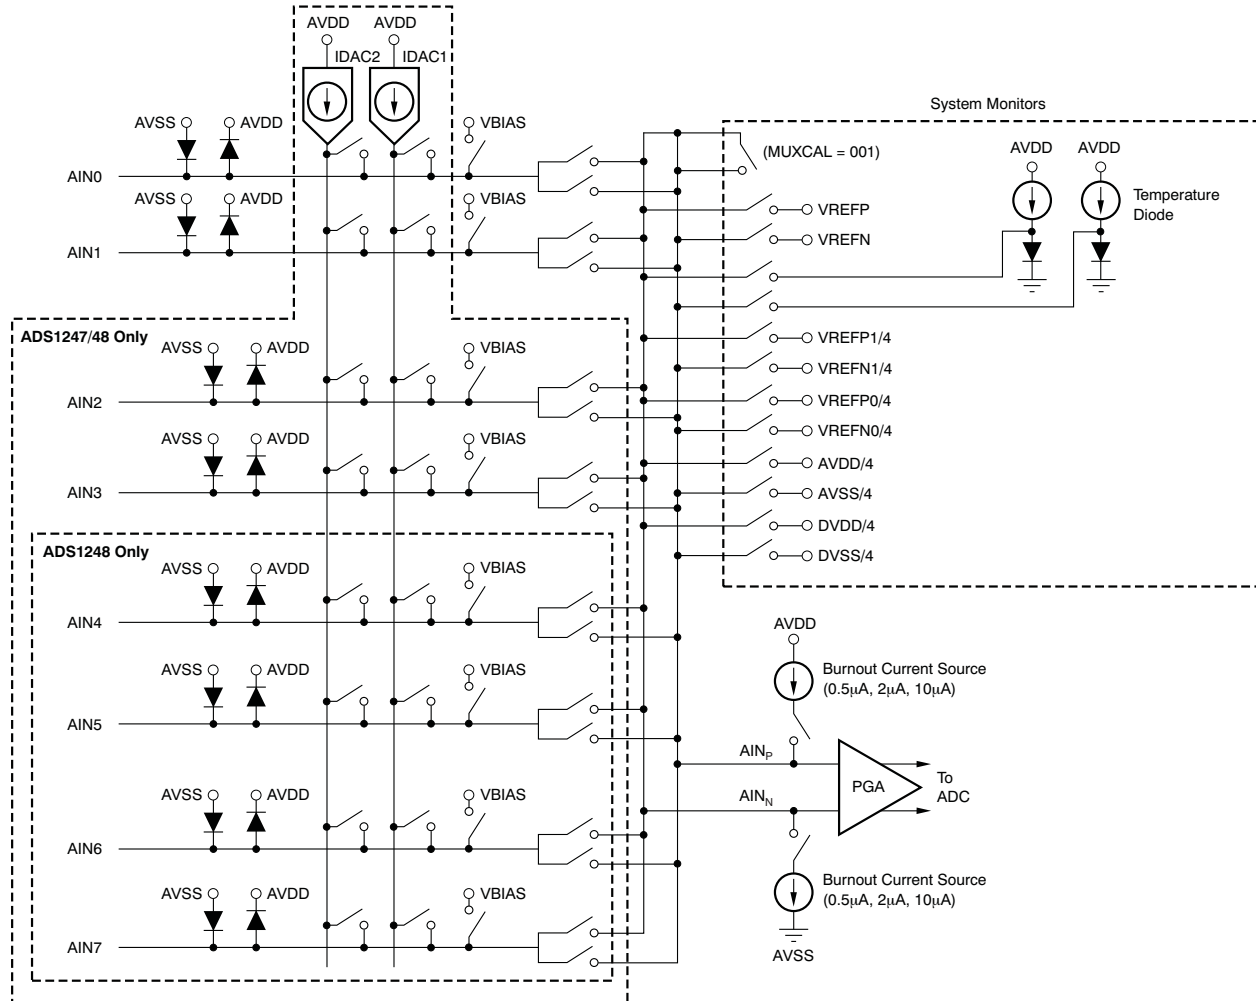 AVDD AVDD
IDAC2 IDAC1
System Monitors
AVSS AVDD VBIAS
(MUXCAL = 001)
AVDD AVDD
AIN0
Temperature
Diode
AVSS AVDD VBIAS
VREFP
VREFN
AIN1
ADS1247/48 Only
AVSS AVDD VBIAS
VREFP1/4
VREFN1/4
AIN2
VREFP0/4
VREFN0/4
AVSS AVDD VBIAS
AVDD/4
AIN3
AVSS/4
DVDD/4
ADS1248 Only
DVSS/4
AVSS AVDD VBIAS
AIN4
AVDD
AVSS AVDD VBIAS
Burnout Current Source
(0.5µA, 2µA, 10µA)
AIN5
AINP
PGA
To
ADC
AINN
AVSS AVDD VBIAS
AIN6
AVSS AVDD VBIAS
Burnout Current Source
(0.5µA, 2µA, 10µA)
AIN7
AVSS